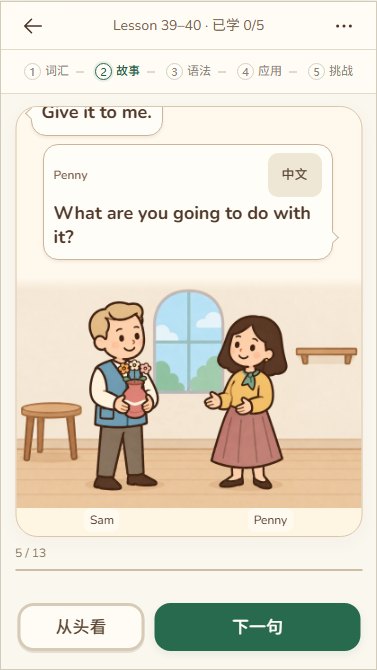 Lesson 39–40 · 已学 0/5
1 词汇 – 2 故事 – 3 语法 – 4 应用 – 5 挑战
Give it to me.
Penny
中文
What are you going to do with
it?
Sam
Penny
5 / 13
从头看
下一句